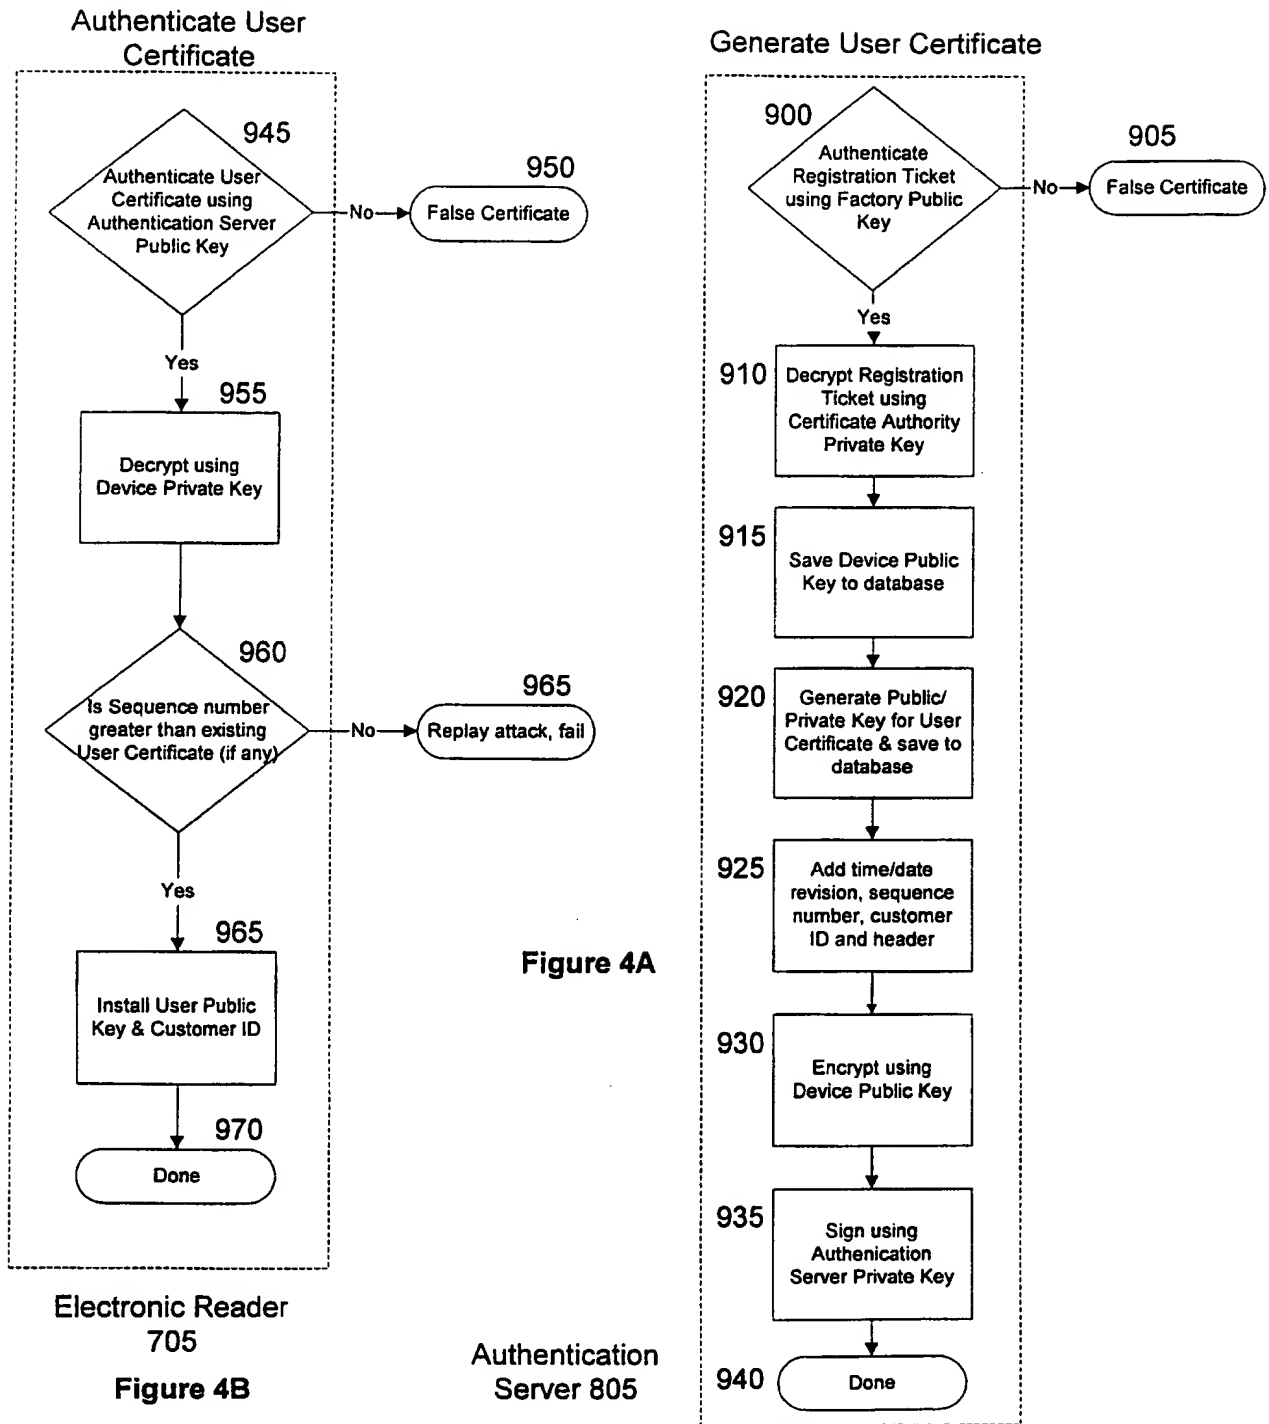 Authenticate User
Certificate
945
Authenticate User
Certificate using
Authentication Server
Public Key
No
950
False Certificate
Yes
955
Decrypt using
Device Private Key
960
Is Sequence number
greater than existing
User Certificate (if any)
No
965
Replay attack, fail
Yes
965
Install User Public
Key & Customer ID
970
Done
Electronic Reader
705
Figure 4B
Generate User Certificate
900
Authenticate
Registration Ticket
using Factory Public
Key
No
905
False Certificate
Yes
910
Decrypt Registration
Ticket using
Certificate Authority
Private Key
915
Save Device Public
Key to database
920
Generate Public/
Private Key for User
Certificate & save to
database
925
Add time/date
revision, sequence
number, customer
ID and header
Figure 4A
930
Encrypt using
Device Public Key
935
Sign using
Authenication
Server Private Key
940
Done
Authentication
Server 805